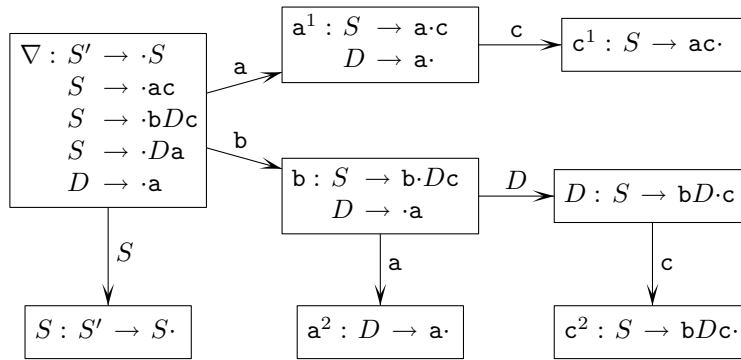 ∇ : S′ → ·S
S → ·ac
S → ·bDc
S → ·Da
D → ·a
a
b
S
a¹ : S → a·c
D → a·
c
c¹ : S → ac·
b : S → b·Dc
D → ·a
D
D : S → bD·c
a
c
S : S′ → S·
a² : D → a·
c² : S → bDc·